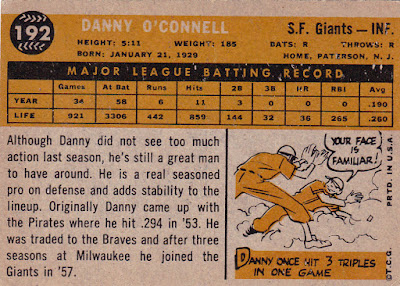 192
DANNY O'CONNELL
S.F. Giants — INF.
HEIGHT: 5:11 WEIGHT: 185 BATS: R THROWS: R
BORN: JANUARY 21, 1929 HOME, PATERSON, N. J.
MAJOR LEAGUE BATTING RECORD
Games At Bat Runs Hits 2B 3B HR RBI Avg.
YEAR 34 58 6 11 3 0 0 0 .190
LIFE 921 3306 442 859 144 32 36 265 .260
Although Danny did not see too much
action last season, he's still a great man
to have around. He is a real seasoned
pro on defense and adds stability to the
lineup. Originally Danny came up with
the Pirates where he hit .294 in '53. He
was traded to the Braves and after three
seasons at Milwaukee he joined the
Giants in '57.
YOUR FACE
IS
FAMILIAR!
DANNY ONCE HIT 3 TRIPLES
IN ONE GAME
©T.C.G. PRTD. IN U.S.A.